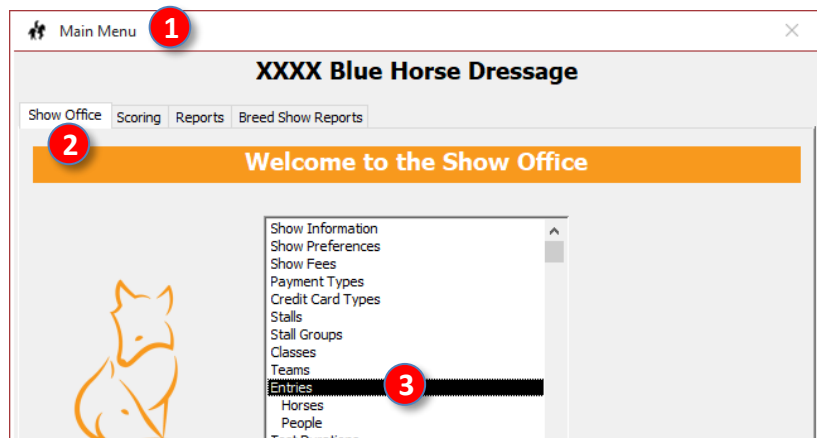 Main Menu 1
XXXX Blue Horse Dressage
Show Office Scoring Reports Breed Show Reports
2
Welcome to the Show Office
Show Information
Show Preferences
Show Fees
Payment Types
Credit Card Types
Stalls
Stall Groups
Classes
Teams
Entries 3
Horses
People
Test Durations